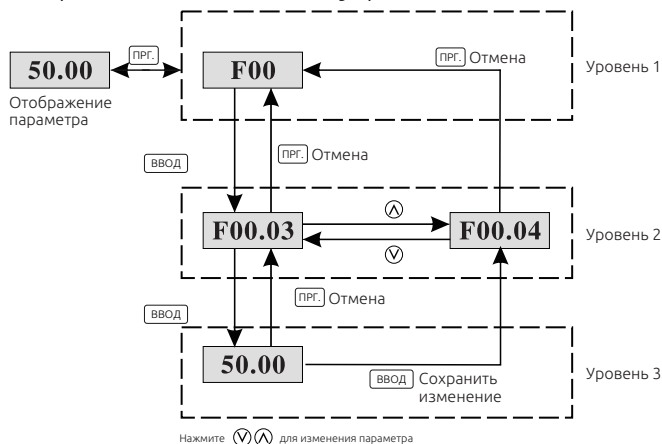 ПРГ.
ПРГ. Отмена
50.00
F00
Уровень 1
Отображение
параметра
ПРГ. Отмена
ВВОД
F00.03
F00.04
Уровень 2
ПРГ. Отмена
ВВОД
50.00
ВВОД Сохранить
изменение
Уровень 3
Нажмите для изменения параметра